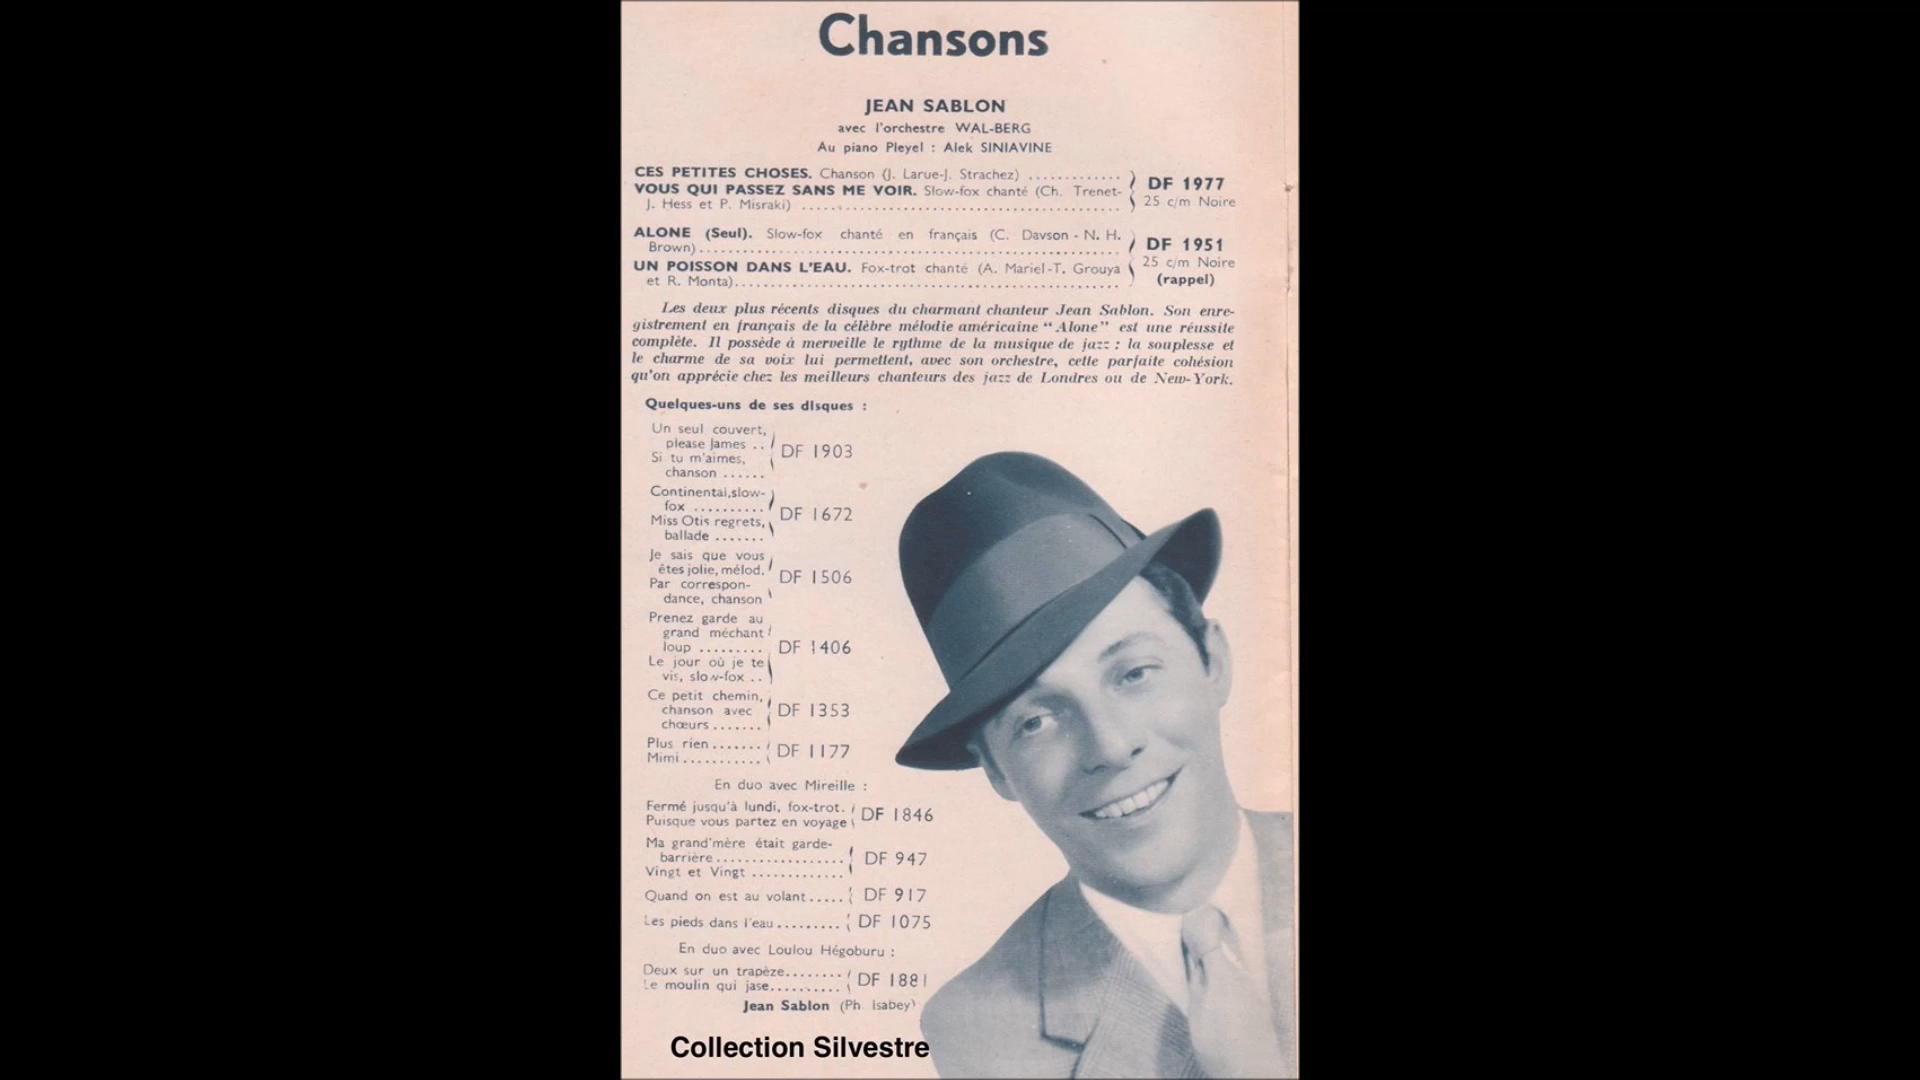 Chansons
JEAN SABLON
avec l'orchestre WAL-BERG
Au piano Pleyel : Alek SINIAVINE
CES PETITES CHOSES. Chanson (J. Larue-J. Strachez) ............
VOUS QUI PASSEZ SANS ME VOIR. Slow-fox chanté (Ch. Trenet-
J. Hess et P. Misraki) ........................................
DF 1977
25 c/m Noire
ALONE (Seul). Slow-fox chanté en français (C. Davson - N. H.
Brown)......................................................
UN POISSON DANS L'EAU. Fox-trot chanté (A. Mariel-T. Grouya
et R. Monta)................................................
DF 1951
25 c/m Noire
(rappel)
Les deux plus récents disques du charmant chanteur Jean Sablon. Son enre-
gistrement en français de la célèbre mélodie américaine “Alone” est une réussite
complète. Il possède à merveille le rythme de la musique de jazz : la souplesse et
le charme de sa voix lui permettent, avec son orchestre, cette parfaite cohésion
qu'on apprécie chez les meilleurs chanteurs des jazz de Londres ou de New-York.
Quelques-uns de ses disques :
Un seul couvert,
please James ..
Si tu m'aimes,
chanson ......
DF 1903
Continental,slow-
fox ..........
Miss Otis regrets,
ballade .......
DF 1672
Je sais que vous
êtes jolie, mélod.
Par correspon-
dance, chanson
DF 1506
Prenez garde au
grand méchant
loup .........
Le jour où je te
vis, slow-fox ..
DF 1406
Ce petit chemin,
chanson avec
chœurs .......
DF 1353
Plus rien .......
Mimi ...........
DF 1177
En duo avec Mireille :
Fermé jusqu'à lundi, fox-trot.
Puisque vous partez en voyage
DF 1846
Ma grand'mère était garde-
barrière ..................
Vingt et Vingt .............
DF 947
Quand on est au volant ..... DF 917
Les pieds dans l'eau ......... DF 1075
En duo avec Loulou Hégoburu :
Deux sur un trapèze........
Le moulin qui jase..........
DF 1881
Jean Sablon (Ph. Isabey)
Collection Silvestre